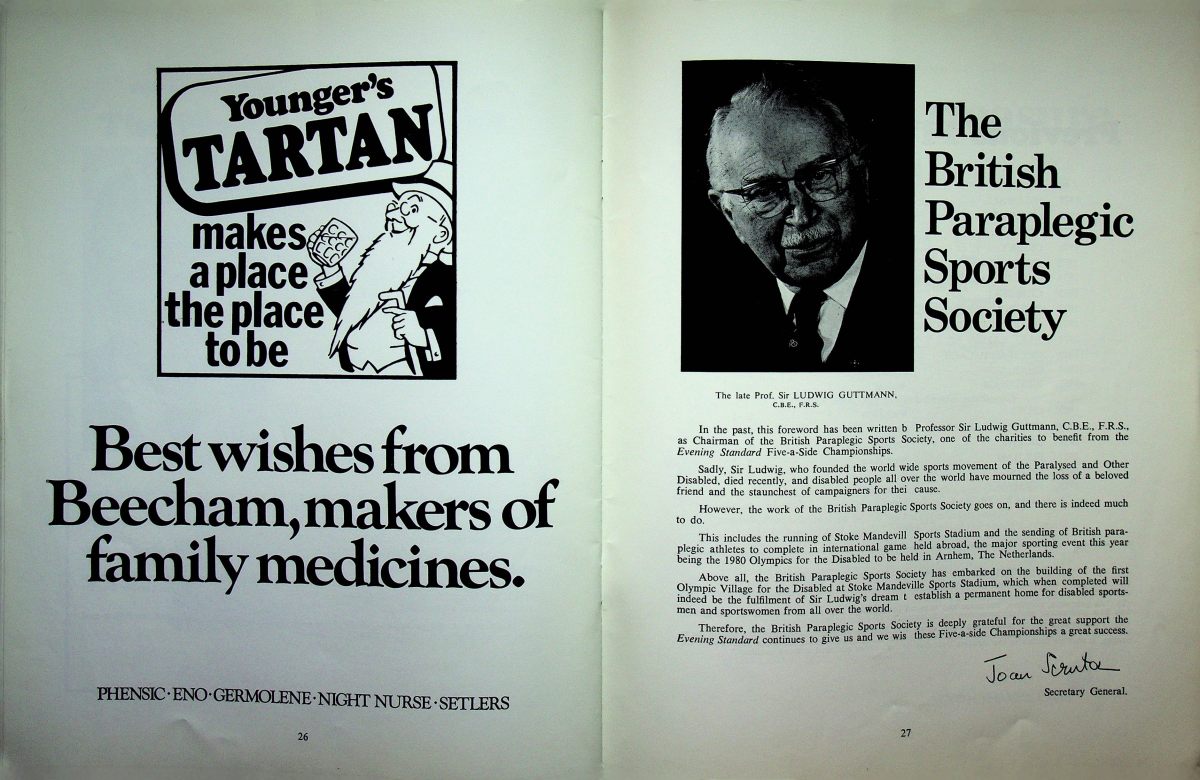 Younger's
TARTAN
makes
a place
the place
to be
Best wishes from
Beecham, makers of
family medicines.
PHENSIC · ENO · GERMOLENE · NIGHT NURSE · SETLERS
26
The
British
Paraplegic
Sports
Society
The late Prof. Sir LUDWIG GUTTMANN,
C.B.E., F.R.S.
In the past, this foreword has been written b Professor Sir Ludwig Guttmann, C.B.E., F.R.S.,
as Chairman of the British Paraplegic Sports Society, one of the charities to benefit from the
Evening Standard Five-a-Side Championships.
Sadly, Sir Ludwig, who founded the world wide sports movement of the Paralysed and Other
Disabled, died recently, and disabled people all over the world have mourned the loss of a beloved
friend and the staunchest of campaigners for thei cause.
However, the work of the British Paraplegic Sports Society goes on, and there is indeed much
to do.
This includes the running of Stoke Mandevill Sports Stadium and the sending of British para-
plegic athletes to complete in international game held abroad, the major sporting event this year
being the 1980 Olympics for the Disabled to be held in Arnhem, The Netherlands.
Above all, the British Paraplegic Sports Society has embarked on the building of the first
Olympic Village for the Disabled at Stoke Mandeville Sports Stadium, which when completed will
indeed be the fulfilment of Sir Ludwig's dream t establish a permanent home for disabled sports-
men and sportswomen from all over the world.
Therefore, the British Paraplegic Sports Society is deeply grateful for the great support the
Evening Standard continues to give us and we wis these Five-a-side Championships a great success.
Joan Scruton
Secretary General.
27